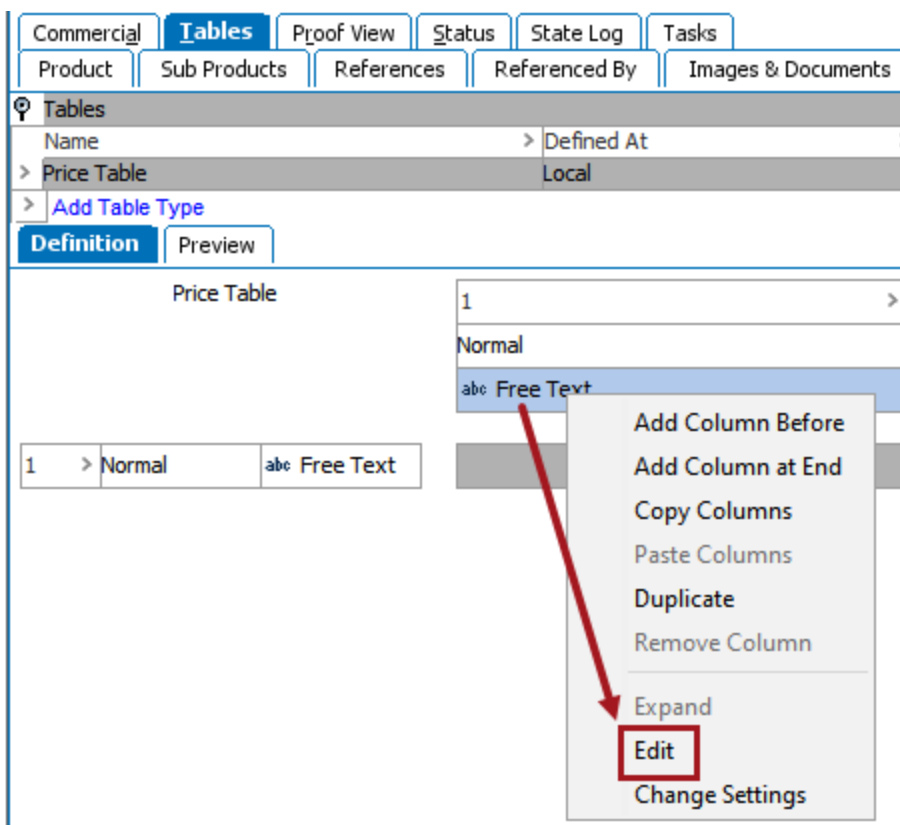 Commercial Tables Proof View Status State Log Tasks
Product Sub Products References Referenced By Images & Documents
Tables
Name > Defined At
> Price Table Local
> Add Table Type
Definition Preview
Price Table
1 >
Normal
abc Free Text
1 > Normal abc Free Text
Add Column Before
Add Column at End
Copy Columns
Paste Columns
Duplicate
Remove Column
Expand
Edit
Change Settings